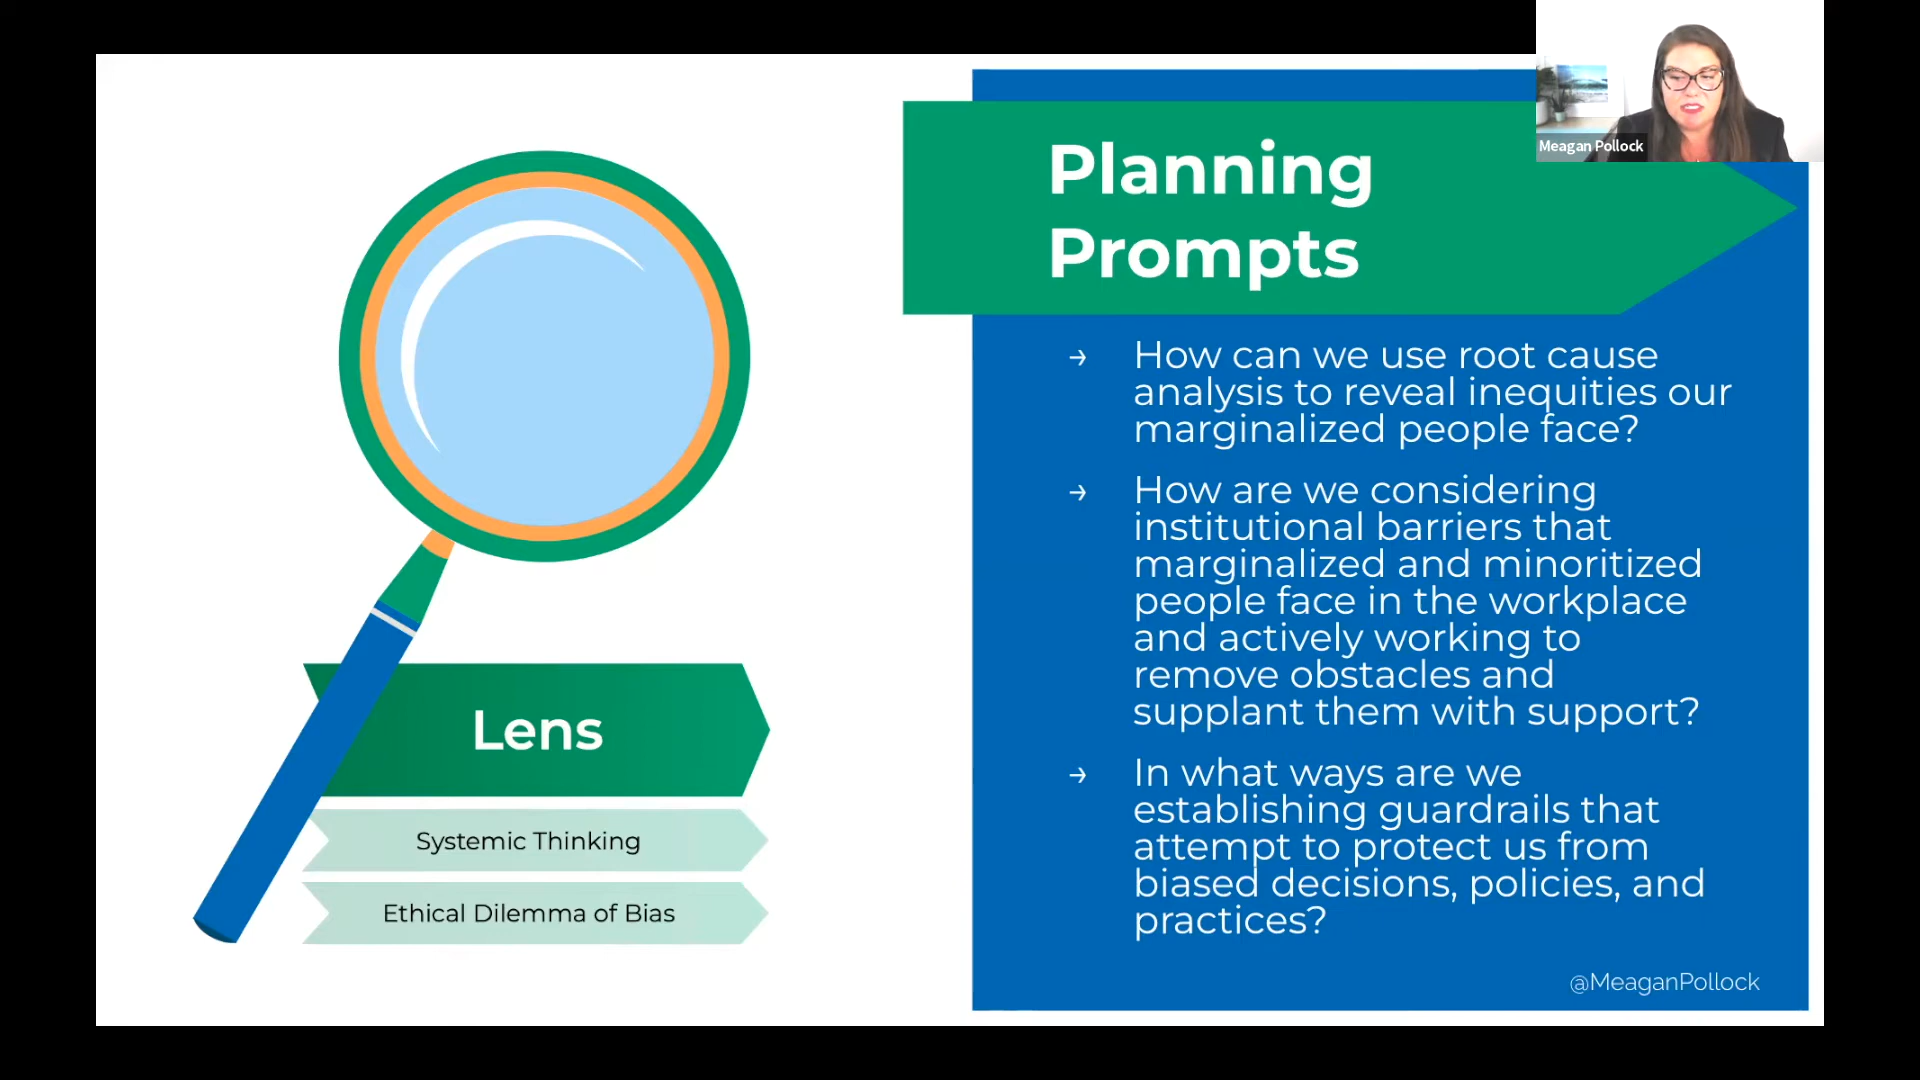 Meagan Pollock
Planning
Prompts
→ How can we use root cause
analysis to reveal inequities our
marginalized people face?
→ How are we considering
institutional barriers that
marginalized and minoritized
people face in the workplace
and actively working to
remove obstacles and
supplant them with support?
→ In what ways are we
establishing guardrails that
attempt to protect us from
biased decisions, policies, and
practices?
@MeaganPollock
Lens
Systemic Thinking
Ethical Dilemma of Bias